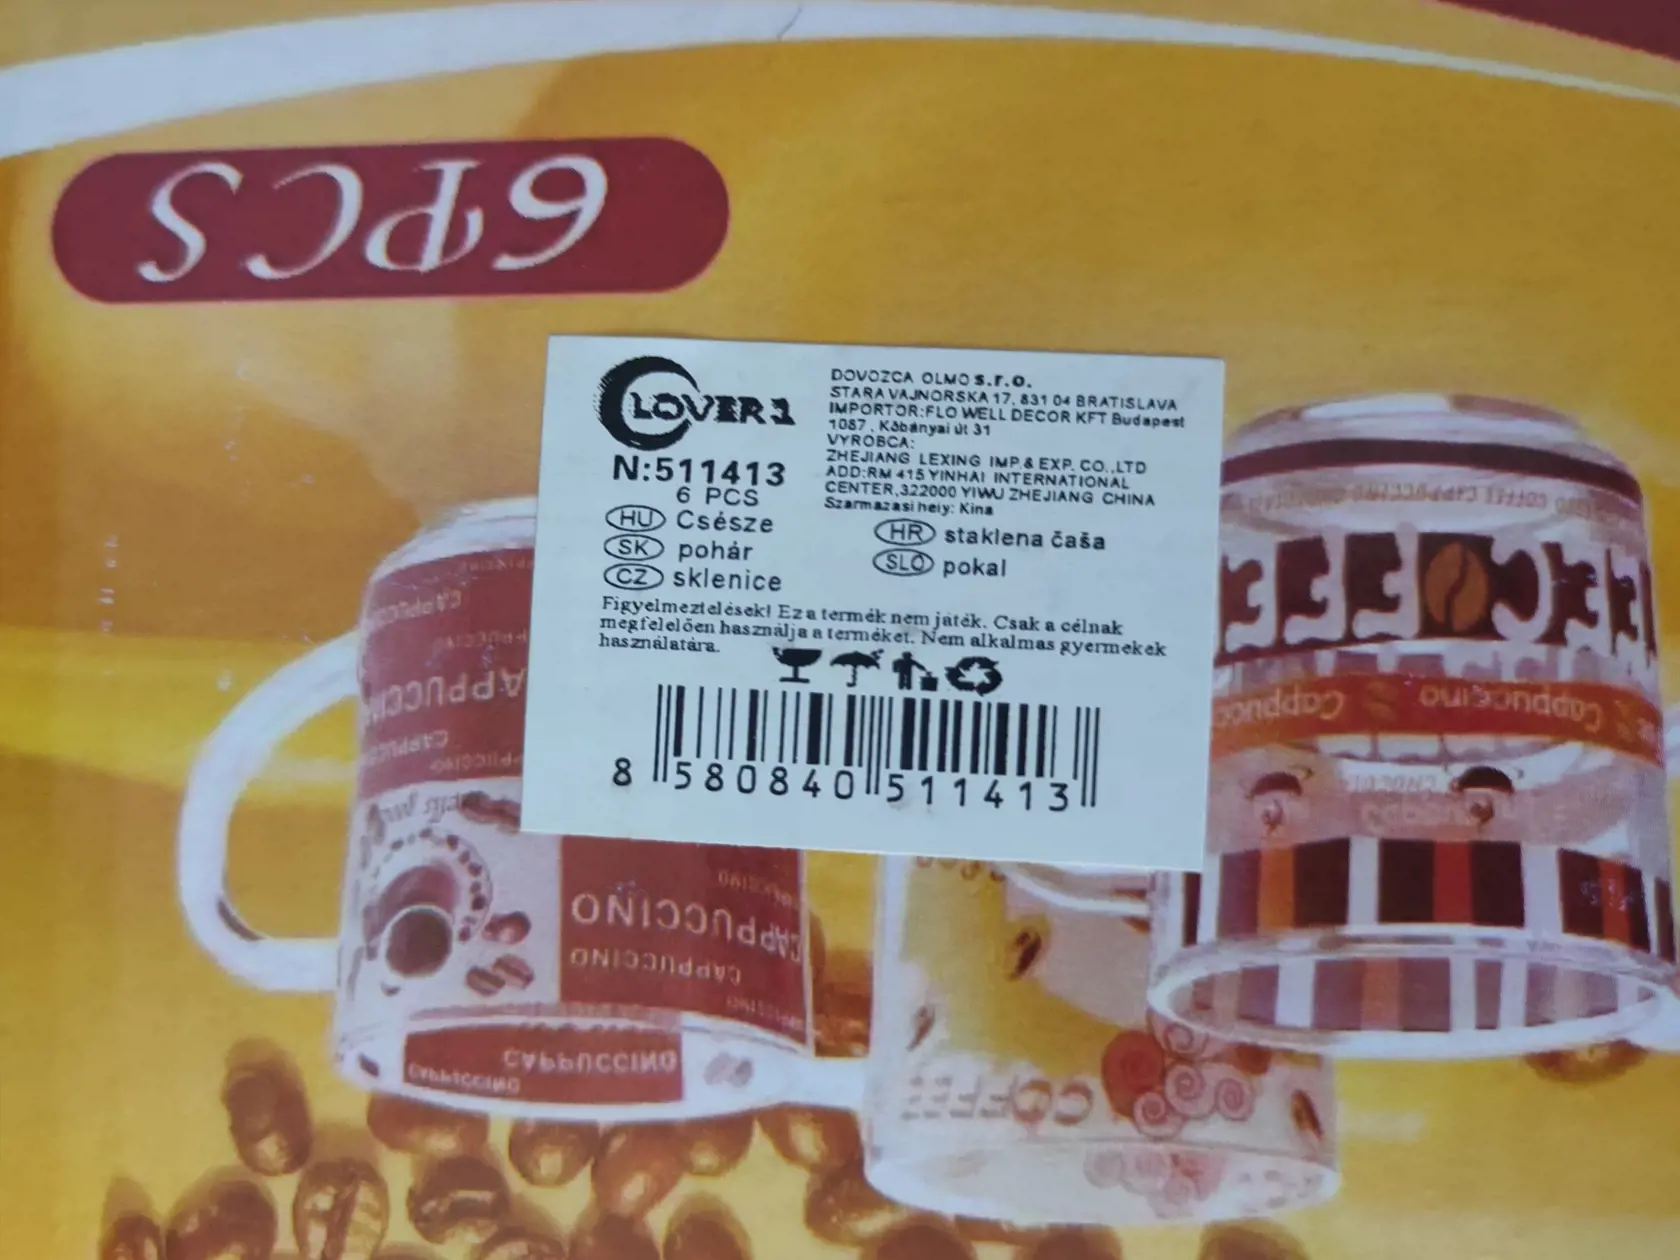 6PCS
CLOVER1
N:511413
6 PCS
HU Csésze
SK pohár
CZ sklenice
DOVOZCA OLMO s.r.o.
STARA VAJNORSKA 17, 831 04 BRATISLAVA
IMPORTOR:FLO WELL DECOR KFT Budapest
1087, Kőbányai út 31
VYROBCA:
ZHEJIANG LEXING IMP.& EXP. CO.,LTD
ADD:RM 415 YINHAI INTERNATIONAL
CENTER,322000 YIWU ZHEJIANG CHINA
Szarmazasi hely: Kina
HR staklena čaša
SLO pokal
Figyelmeztelések! Ez a termék nem játék. Csak a célnak
megfelelően használja a terméket. Nem alkalmas gyermekek
használatára.
8 580840 511413
CAPPUCCINO
CAPPUCCINO
CAPPUCCINO
CAPPUCCINO
COFFEE
COFFEE
Cappuccino